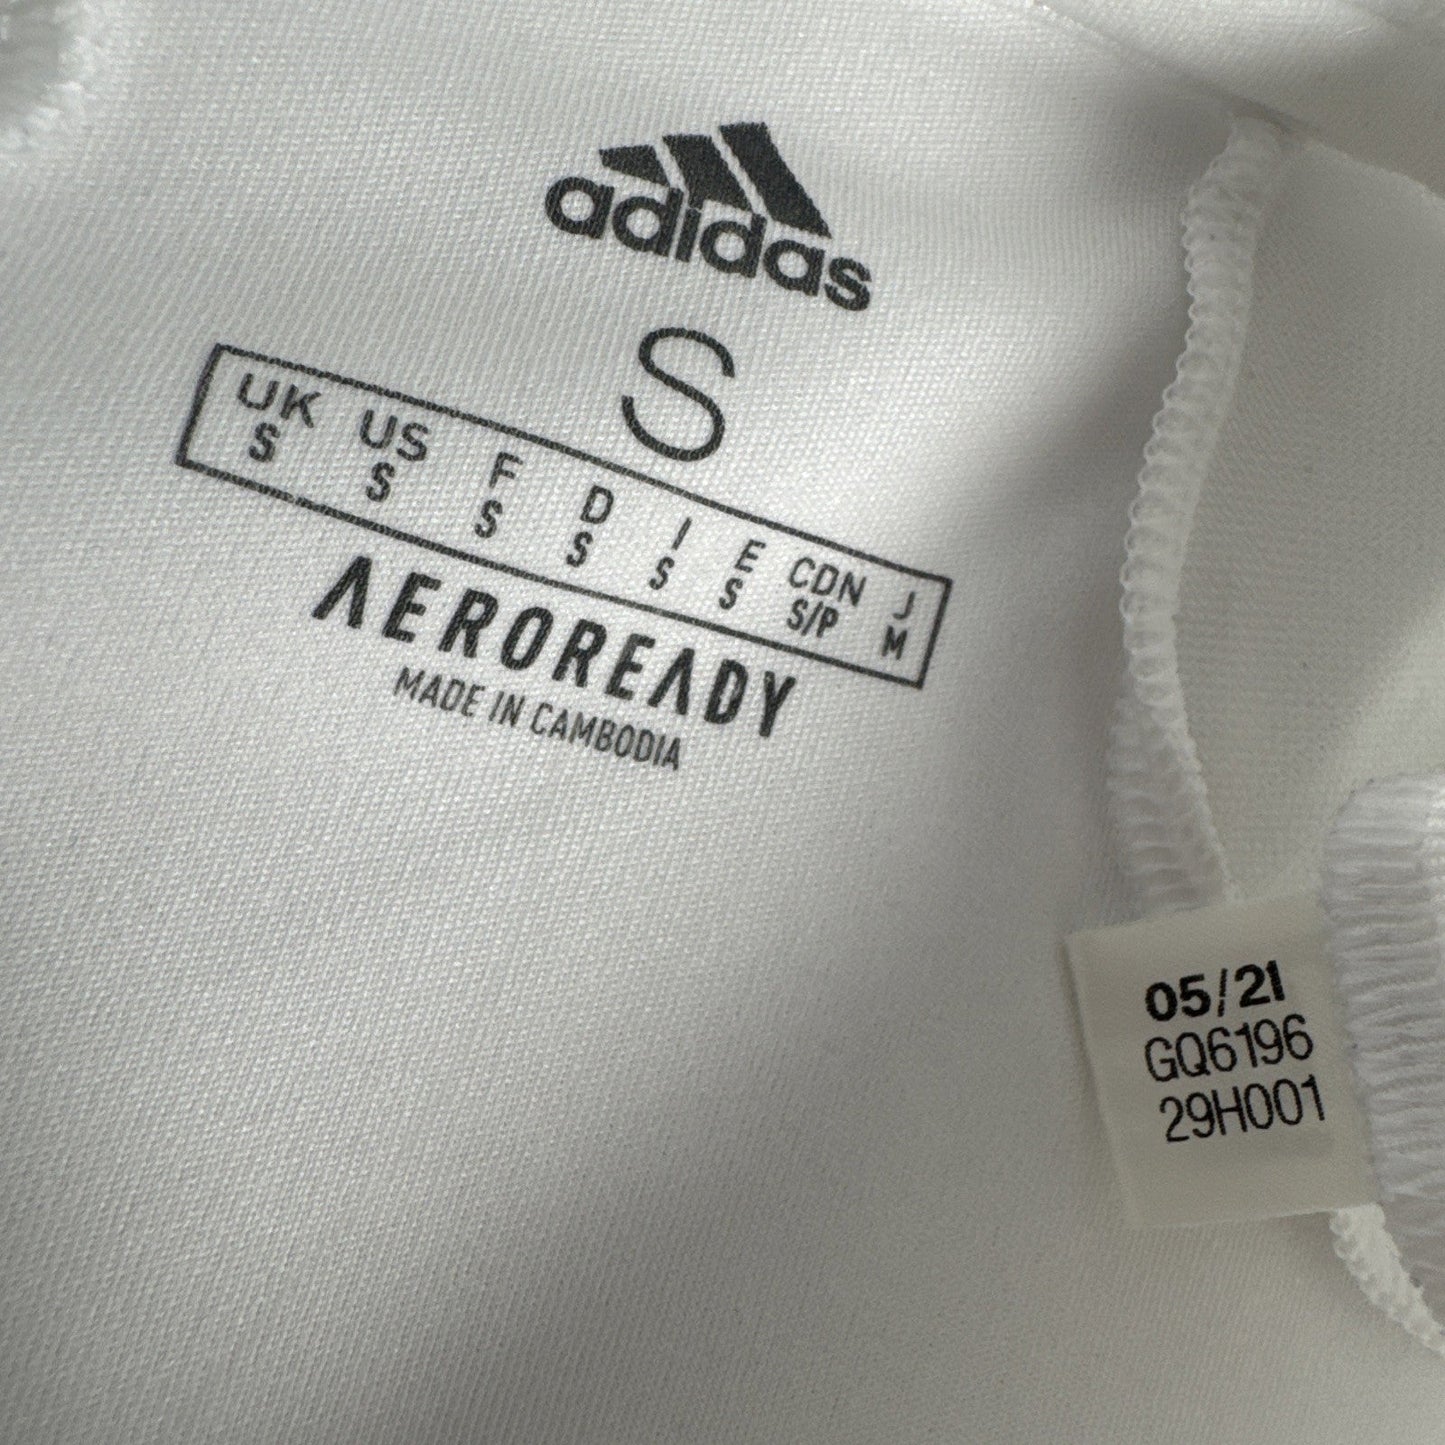 adidas
S
UK US F D I E CDN J
S S S S S S S/P M
AEROREADY
MADE IN CAMBODIA
05/21
GQ6196
29H001